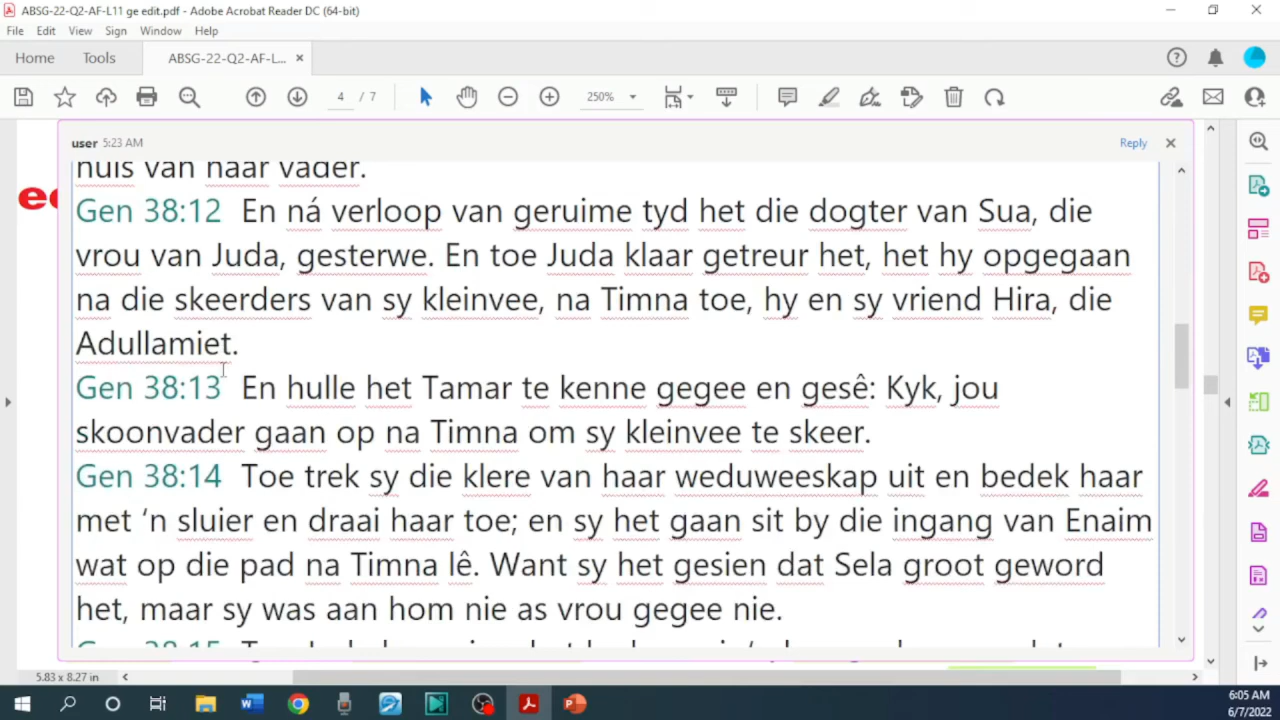 ABSG-22-Q2-AF-L11 ge edit.pdf - Adobe Acrobat Reader DC (64-bit)
File Edit View Sign Window Help
Home Tools ABSG-22-Q2-AF-L... ×
4 / 7 250%
user 5:23 AM Reply
huis van haar vader.
Gen 38:12 En ná verloop van geruime tyd het die dogter van Sua, die
vrou van Juda, gesterwe. En toe Juda klaar getreur het, het hy opgegaan
na die skeerders van sy kleinvee, na Timna toe, hy en sy vriend Hira, die
Adullamiet.
Gen 38:13 En hulle het Tamar te kenne gegee en gesê: Kyk, jou
skoonvader gaan op na Timna om sy kleinvee te skeer.
Gen 38:14 Toe trek sy die klere van haar weduweeskap uit en bedek haar
met ‘n sluier en draai haar toe; en sy het gaan sit by die ingang van Enaim
wat op die pad na Timna lê. Want sy het gesien dat Sela groot geword
het, maar sy was aan hom nie as vrou gegee nie.
Gen 38:15
5.83 x 8.27 in
6:05 AM
6/7/2022